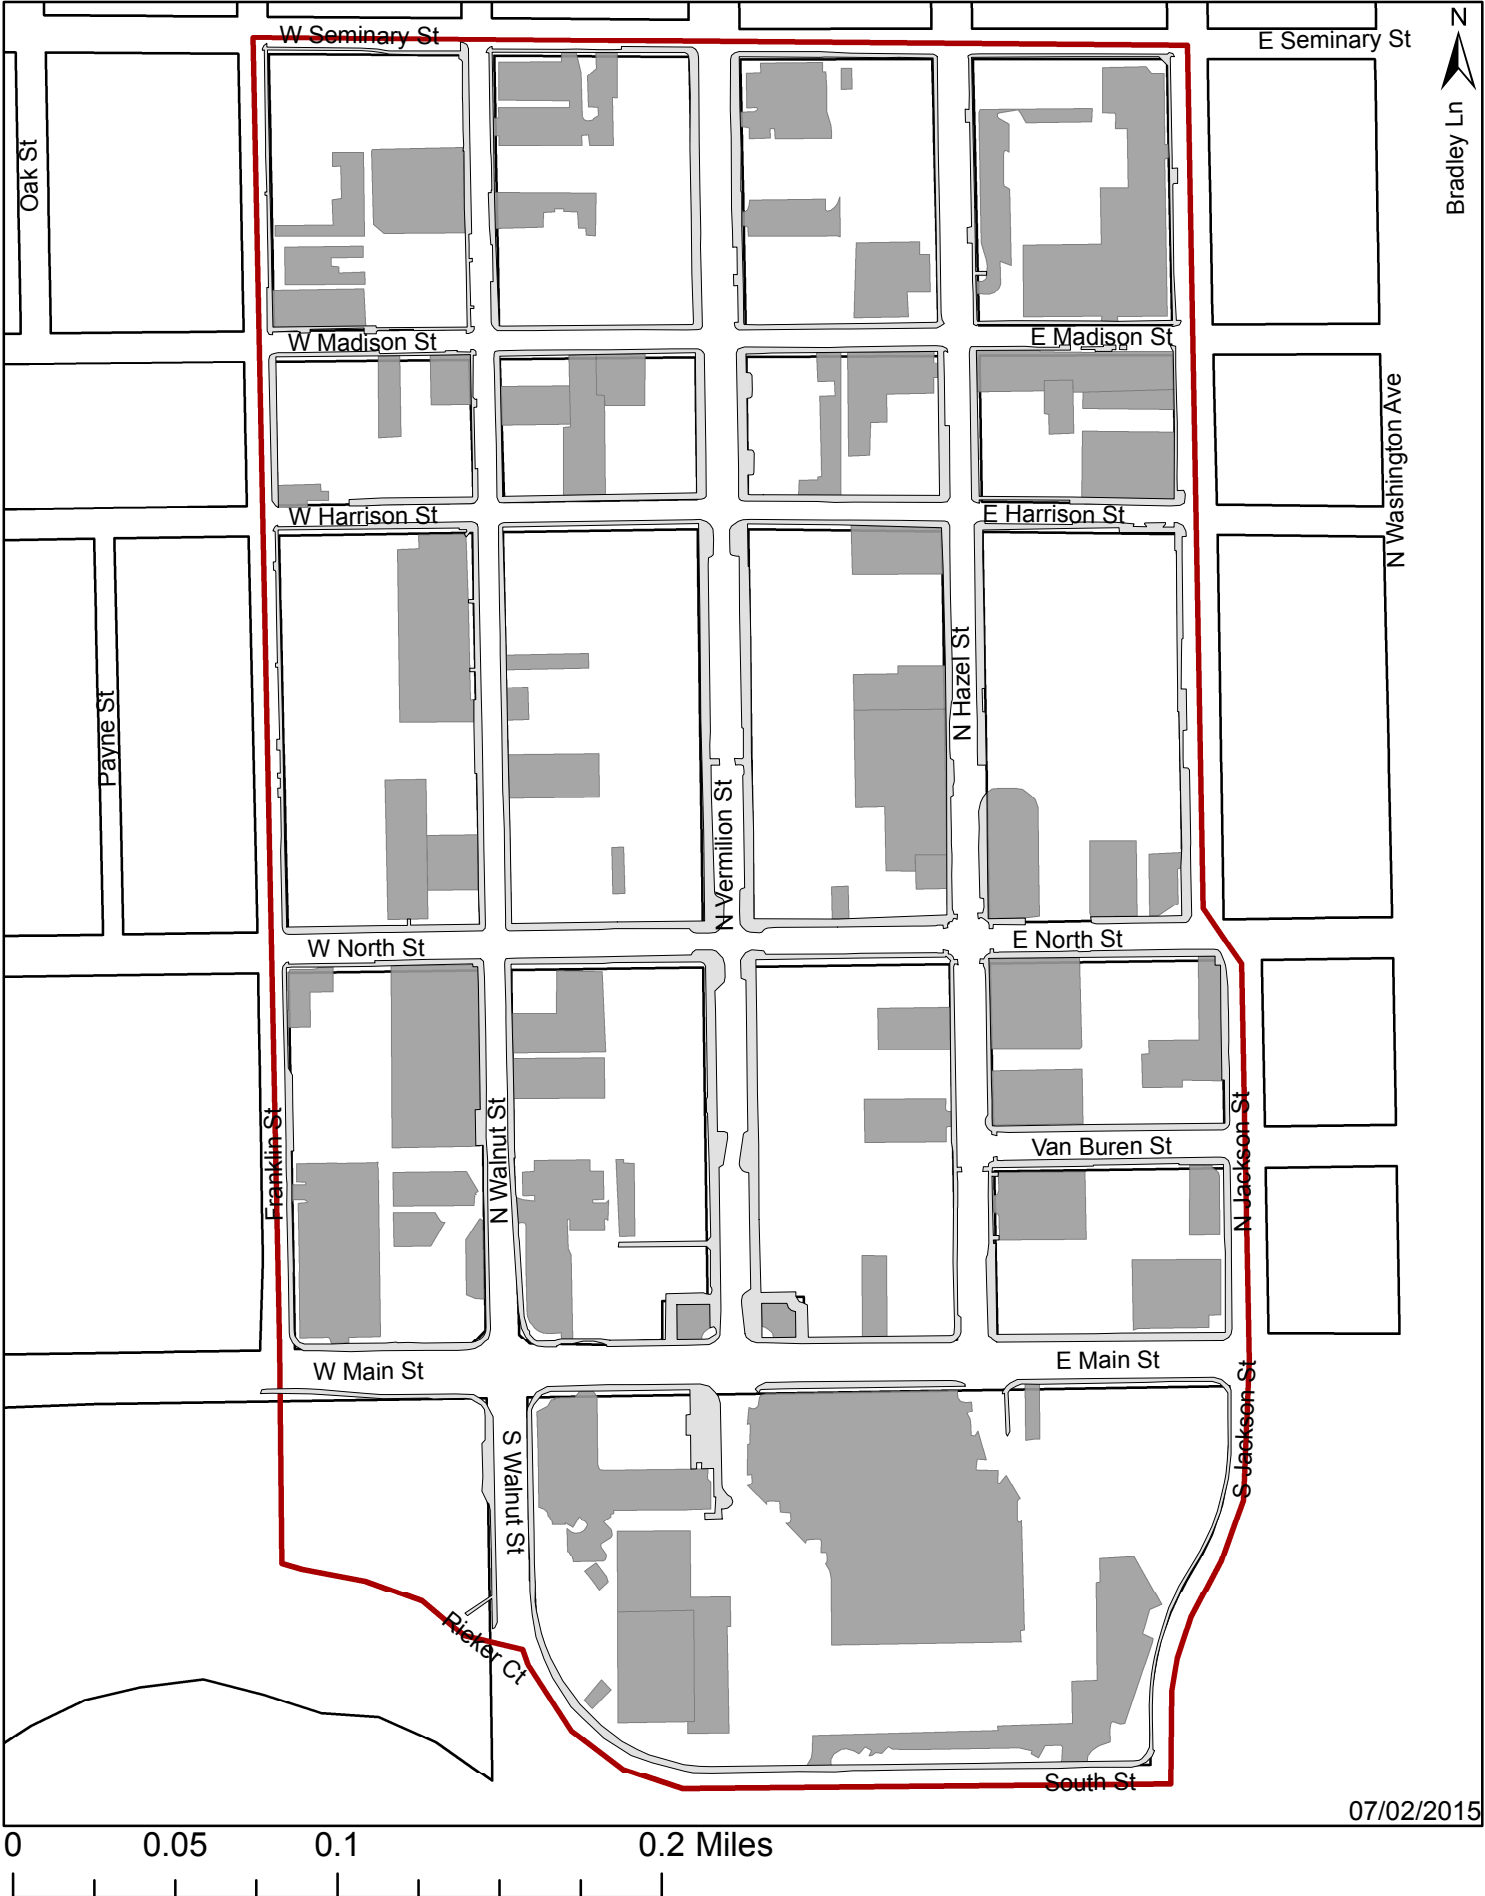 W Seminary St
E Seminary St
N
Oak St
Bradley Ln
W Madison St
E Madison St
N Washington Ave
W Harrison St
E Harrison St
N Hazel St
Payne St
N Vermilion St
W North St
E North St
Franklin St
N Walnut St
N Jackson St
Van Buren St
W Main St
E Main St
S Jackson St
S Walnut St
Ricker Ct
South St
07/02/2015
0 0.05 0.1 0.2 Miles